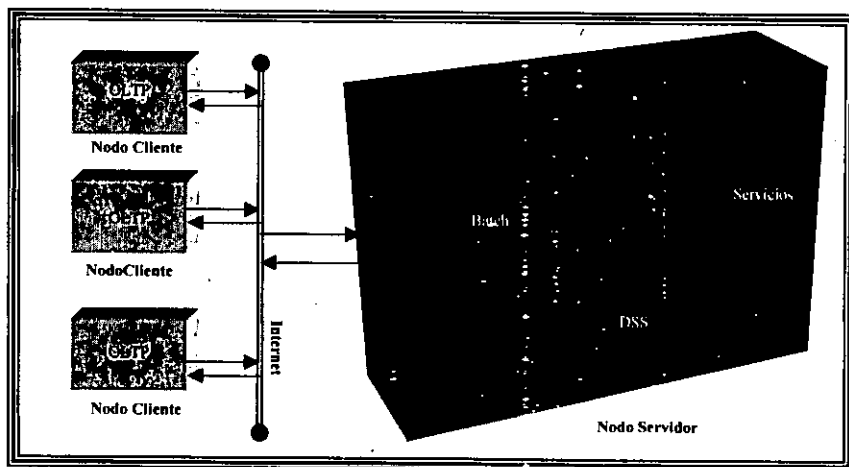 OLTP
Nodo Cliente
OLTP
NodoCliente
OLTP
Nodo Cliente
Internet
Batch
Servicios
DSS
Nodo Servidor